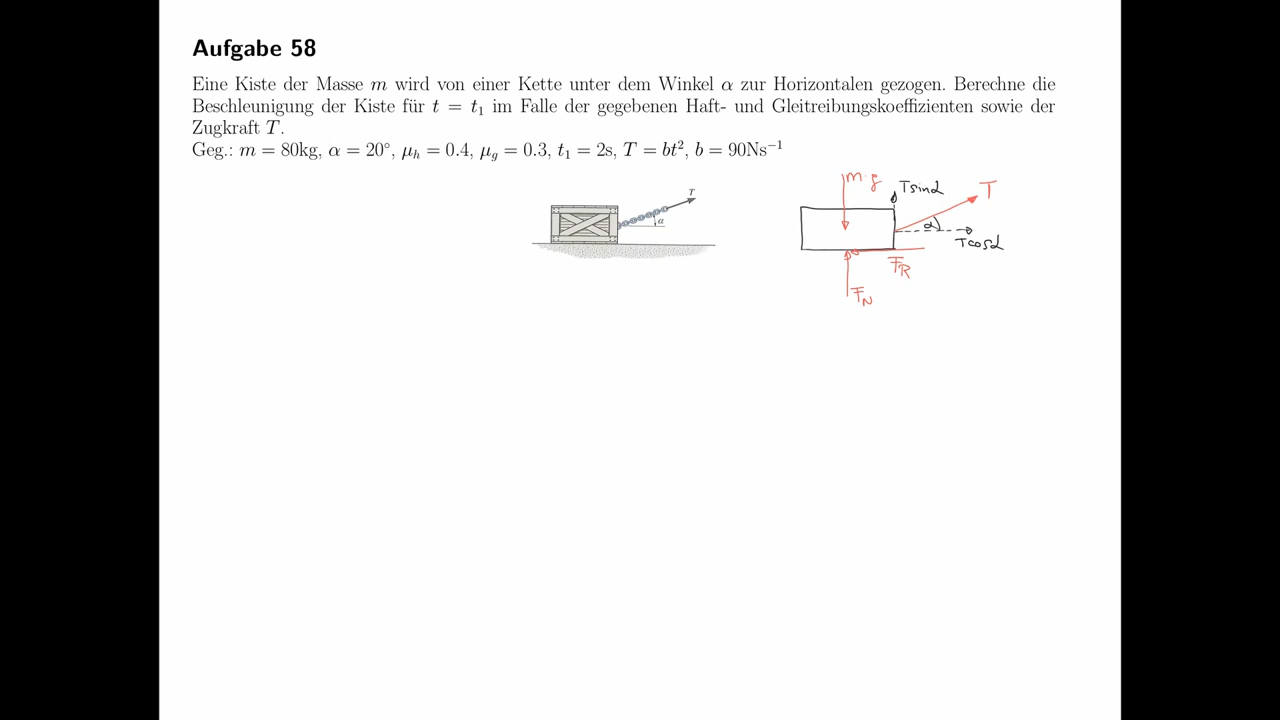 Aufgabe 58
Eine Kiste der Masse m wird von einer Kette unter dem Winkel α zur Horizontalen gezogen. Berechne die
Beschleunigung der Kiste für t = t₁ im Falle der gegebenen Haft- und Gleitreibungskoeffizienten sowie der
Zugkraft T.
Geg.: m = 80kg, α = 20°, μₕ = 0.4, μg = 0.3, t₁ = 2s, T = bt², b = 90Ns⁻¹
T
α
m·g
Tsinα
T
α
Tcosα
F_R
F_N